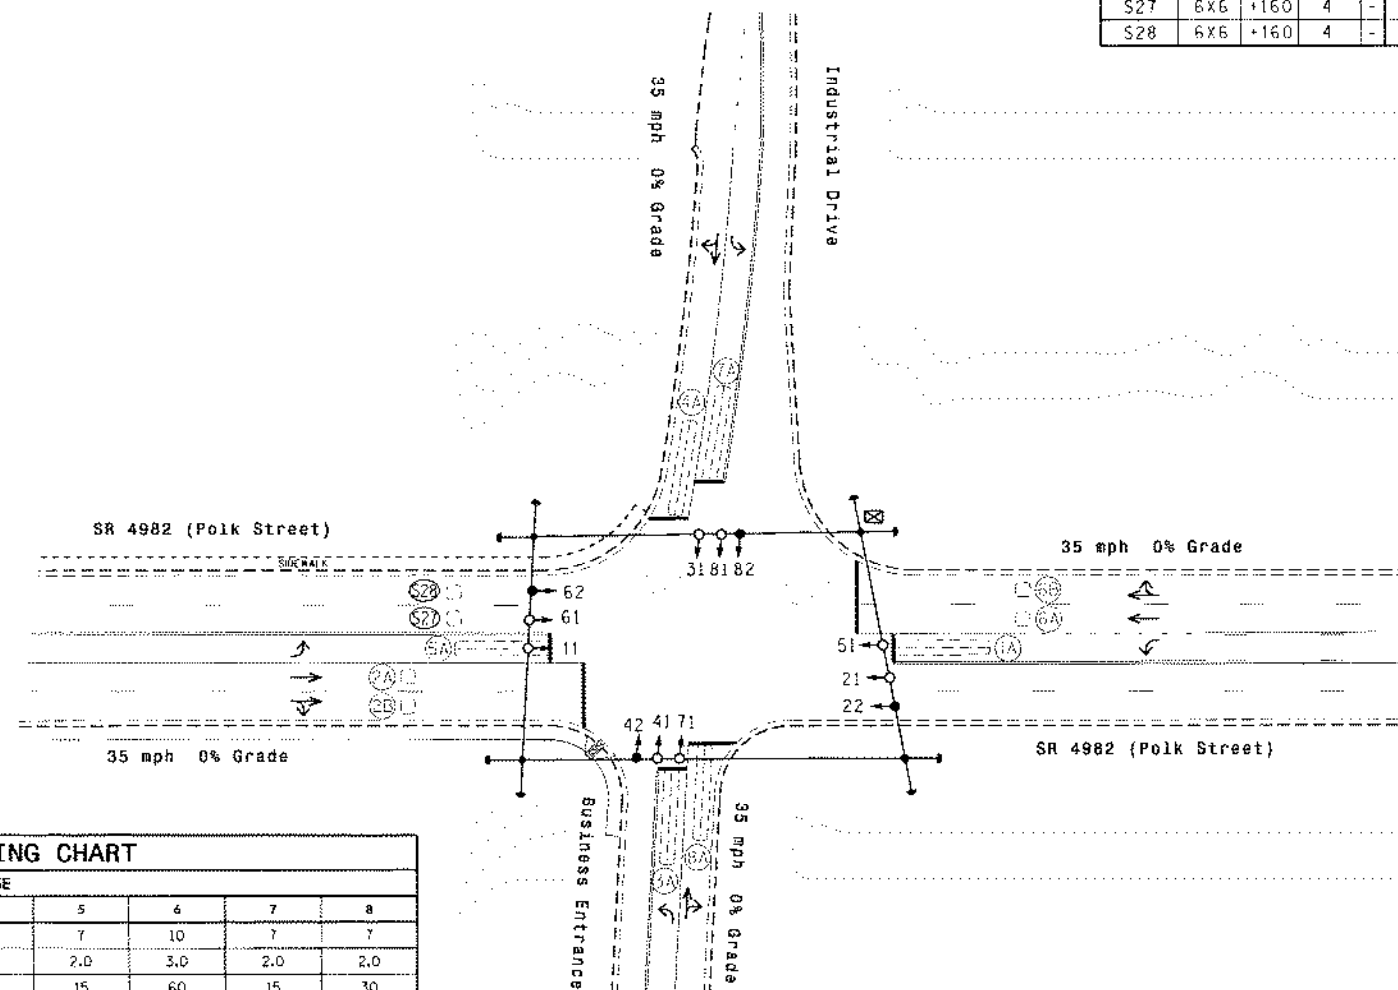 S27 6X6 +160 4 -
S28 6X6 +160 4 -
35 mph 0% Grade
Industrial Drive
7A
4A
SR 4982 (Polk Street)
SIDEWALK
31 81 82
35 mph 0% Grade
S28
62
6B
S27
61
6A
5A
11
51
1A
2A
21
2B
22
42 41 71
35 mph 0% Grade
SR 4982 (Polk Street)
Business Entrance
35 mph 0% Grade
8A
3A
ING CHART
SE
5 6 7 8
7 10 7 7
2.0 3.0 2.0 2.0
15 60 15 30